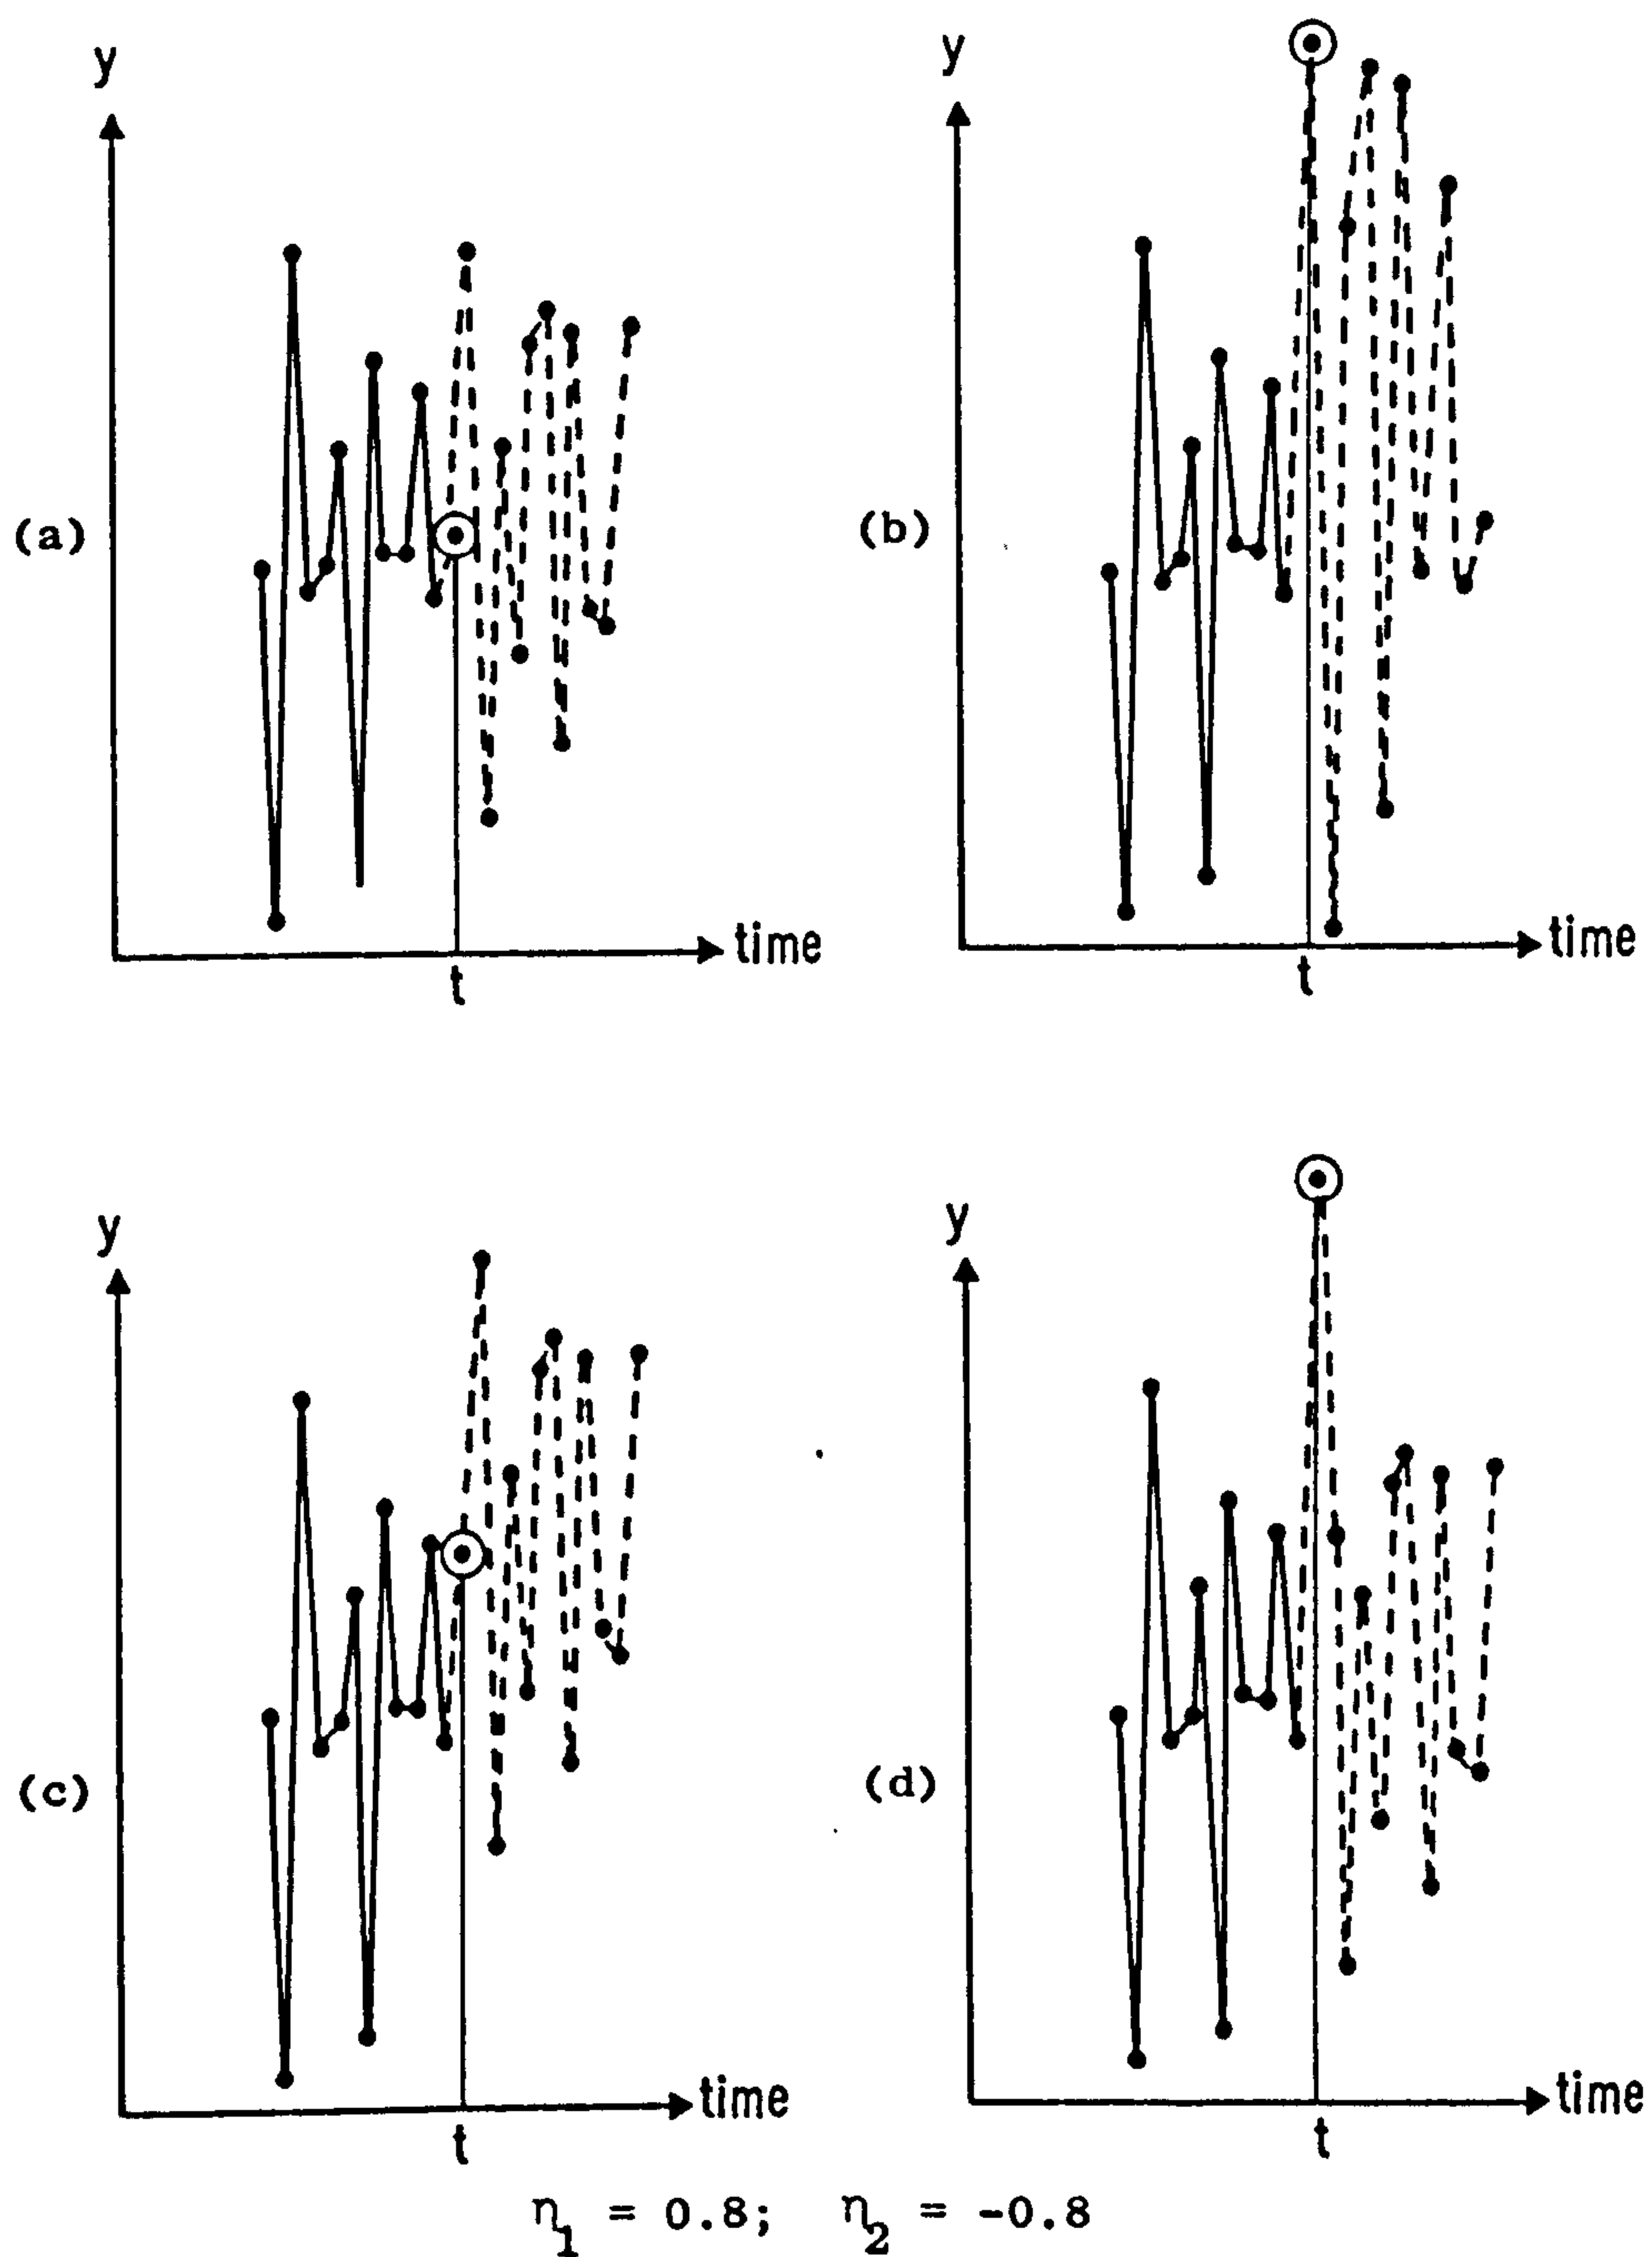 y
y
(a)
(b)
time
time
t
t
y
y
(c)
(d)
time
time
t
t
η₁ = 0.8; η₂ = -0.8